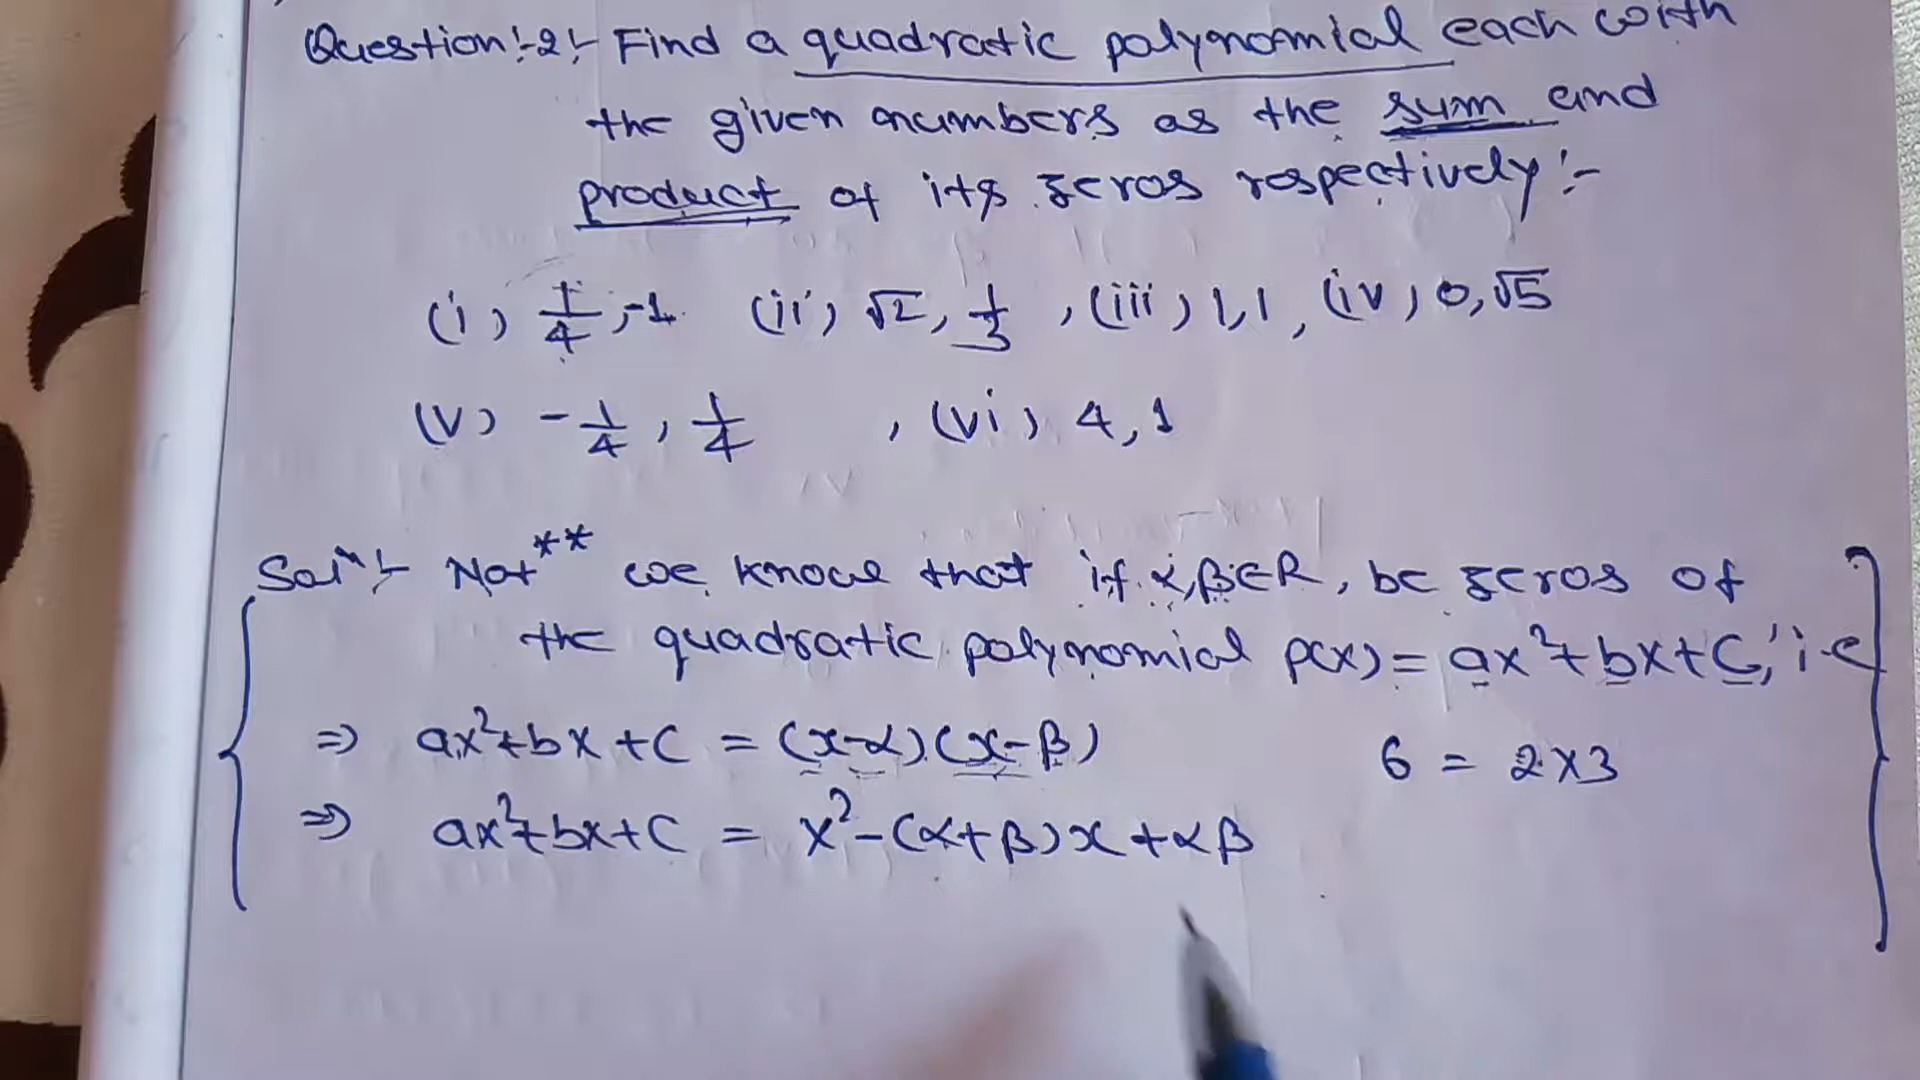 Question:-2:- Find a quadratic polynomial each with
the given numbers as the sum and
product of its zeros respectively:-
(i) 1/4, -1 (ii) √2, 1/3, (iii) 1,1, (iv) 0,√5
(v) -1/4, 1/4, (vi) 4,1
Solⁿ:- Not** we know that if α,β∈R, be zeros of
the quadratic polynomial p(x)= ax²+bx+c, i.e
⇒ ax²+bx+c = (x-α)(x-β) 6 = 2×3
⇒ ax²+bx+c = x²-(α+β)x+αβ